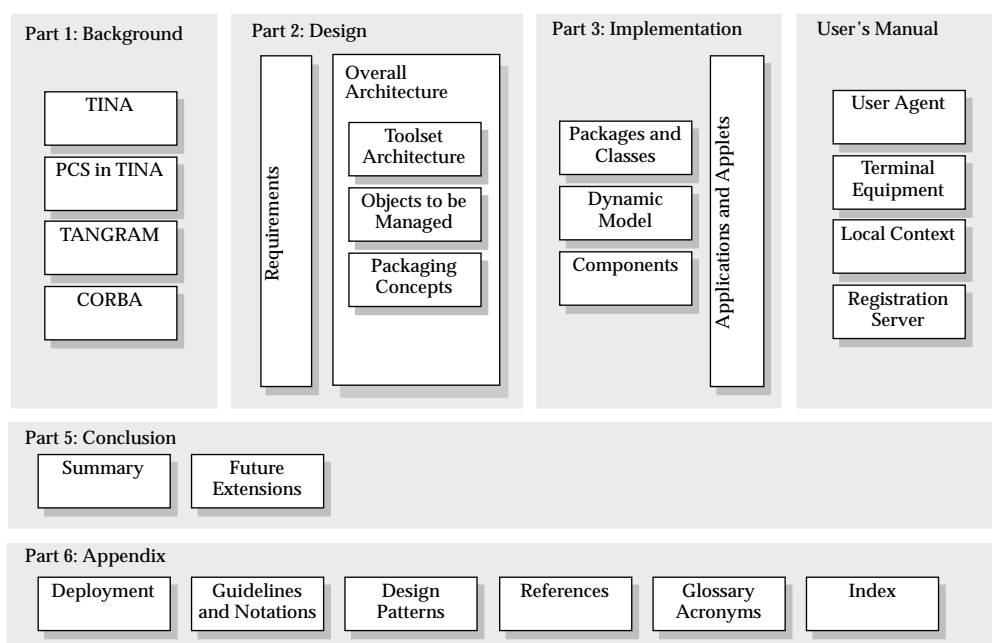 Part 1: Background
TINA
PCS in TINA
TANGRAM
CORBA
Part 2: Design
Requirements
Overall
Architecture
Toolset
Architecture
Objects to be
Managed
Packaging
Concepts
Part 3: Implementation
Packages and
Classes
Dynamic
Model
Components
Applications and Applets
User’s Manual
User Agent
Terminal
Equipment
Local Context
Registration
Server
Part 5: Conclusion
Summary
Future
Extensions
Part 6: Appendix
Deployment
Guidelines
and Notations
Design
Patterns
References
Glossary
Acronyms
Index